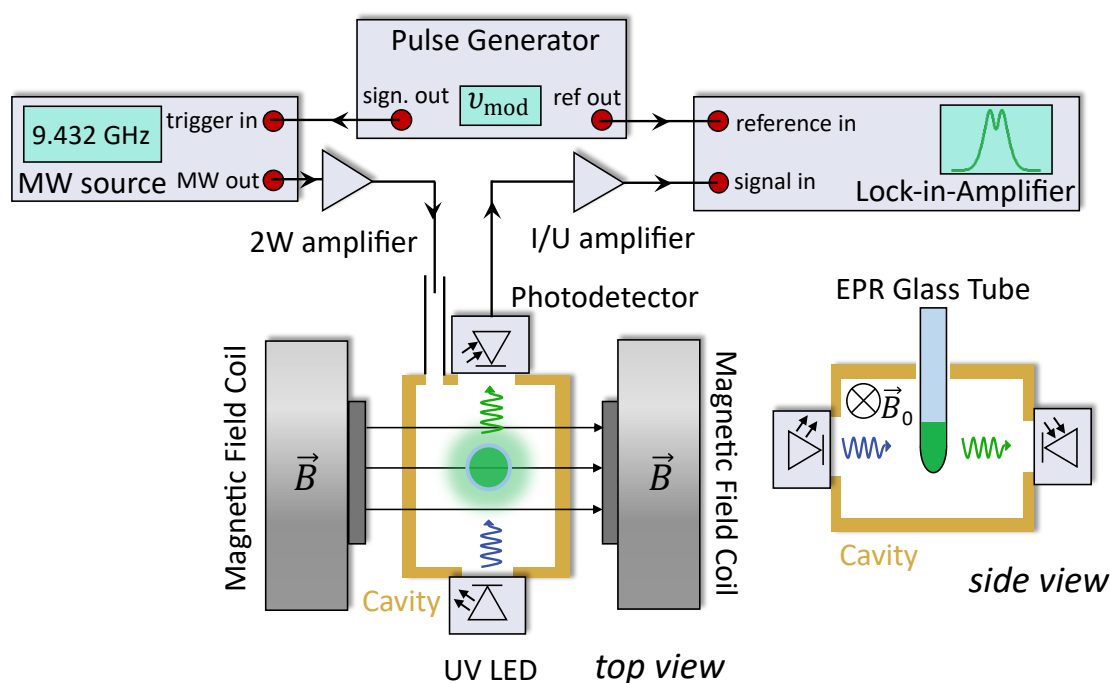 Pulse Generator
sign. out
υmod
ref out
9.432 GHz
trigger in
MW source
MW out
reference in
signal in
Lock-in-Amplifier
2W amplifier
I/U amplifier
Photodetector
EPR Glass Tube
Magnetic Field Coil
B⃗
B⃗
Magnetic Field Coil
B⃗0
Cavity
Cavity
UV LED
top view
side view